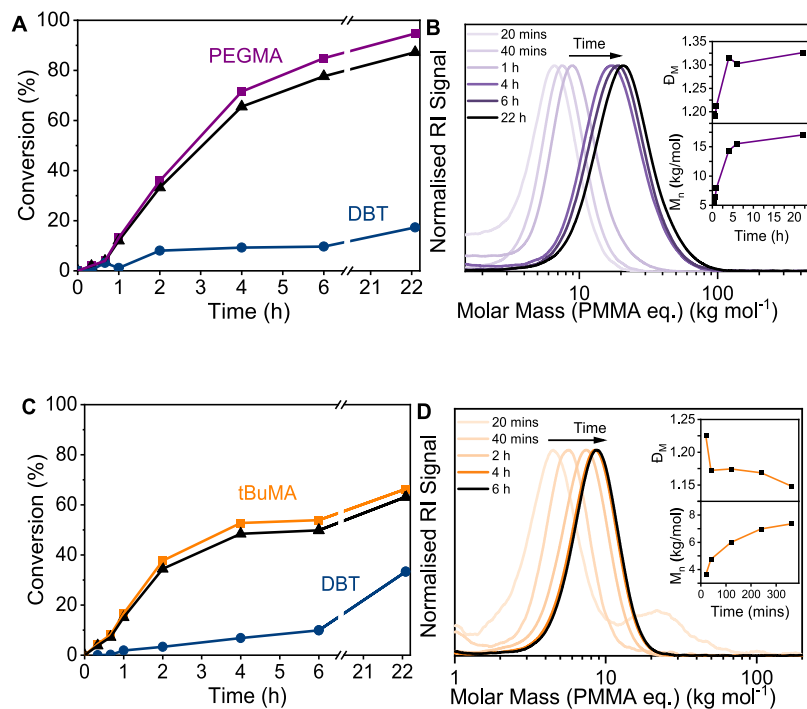 A
Conversion (%)
100
80
60
40
20
0
PEGMA
DBT
0 1 2 3 4 5 6 21 22
Time (h)
B
Normalised RI Signal
20 mins
40 mins
1 h
4 h
6 h
22 h
Time
ĐM
1.35
1.30
1.25
1.20
Mn (kg/mol)
15
10
5
0 5 10 15 20
Time (h)
10 100
Molar Mass (PMMA eq.) (kg mol⁻¹)
C
Conversion (%)
100
80
60
40
20
0
tBuMA
DBT
0 1 2 3 4 5 6 21 22
Time (h)
D
Normalised RI Signal
20 mins
40 mins
2 h
4 h
6 h
Time
ĐM
1.25
1.20
1.15
Mn (kg/mol)
8
6
4
0 100 200 300
Time (mins)
1 10 100
Molar Mass (PMMA eq.) (kg mol⁻¹)